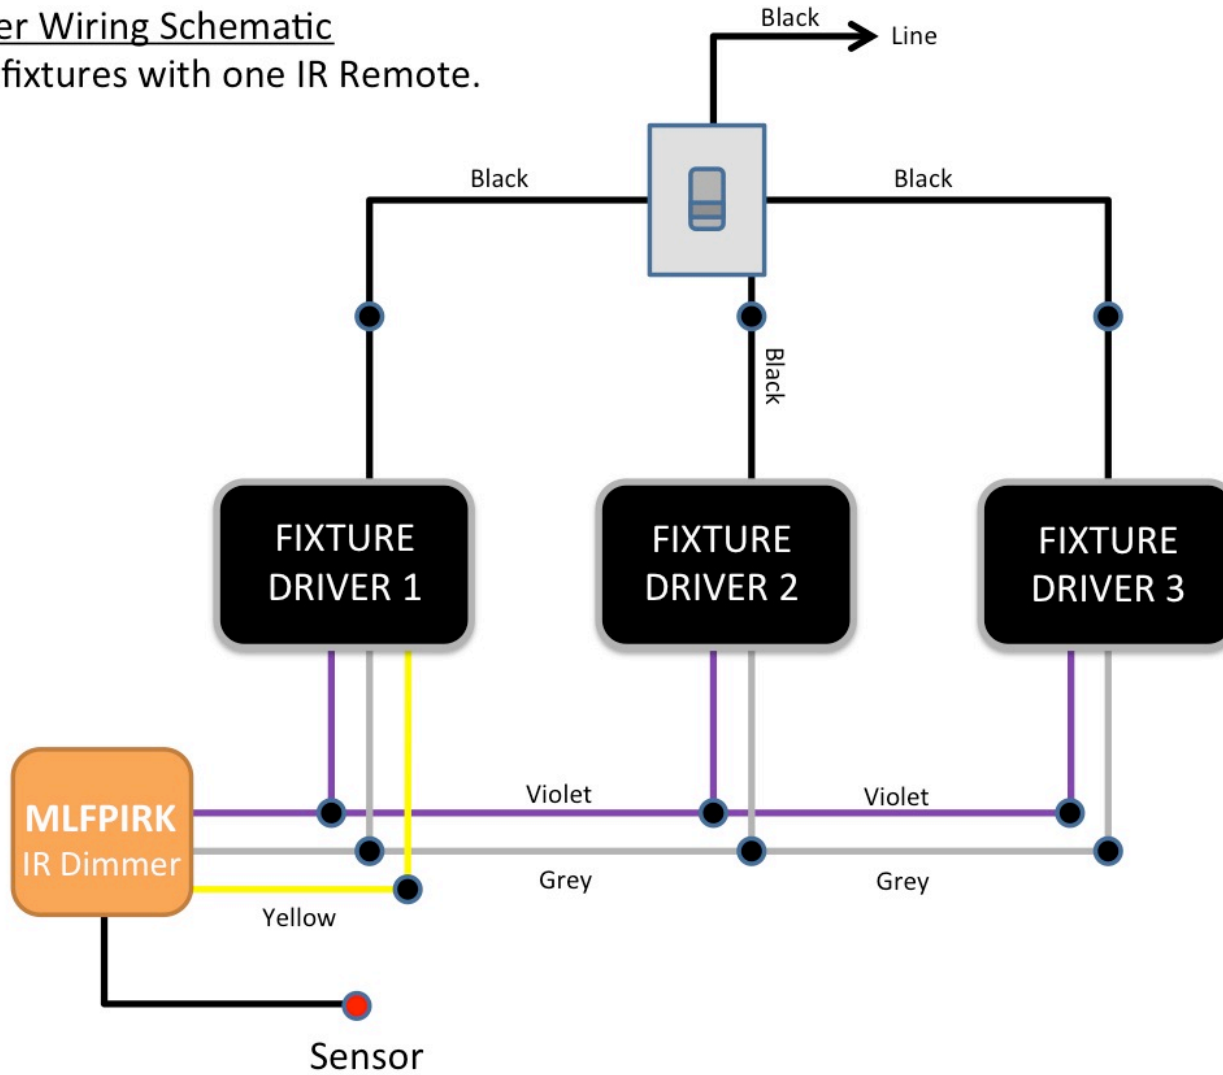 er Wiring Schematic
fixtures with one IR Remote.
Black
Line
Black
Black
Black
FIXTURE
DRIVER 1
FIXTURE
DRIVER 2
FIXTURE
DRIVER 3
Violet
Violet
MLFPIRK
IR Dimmer
Grey
Grey
Yellow
Sensor